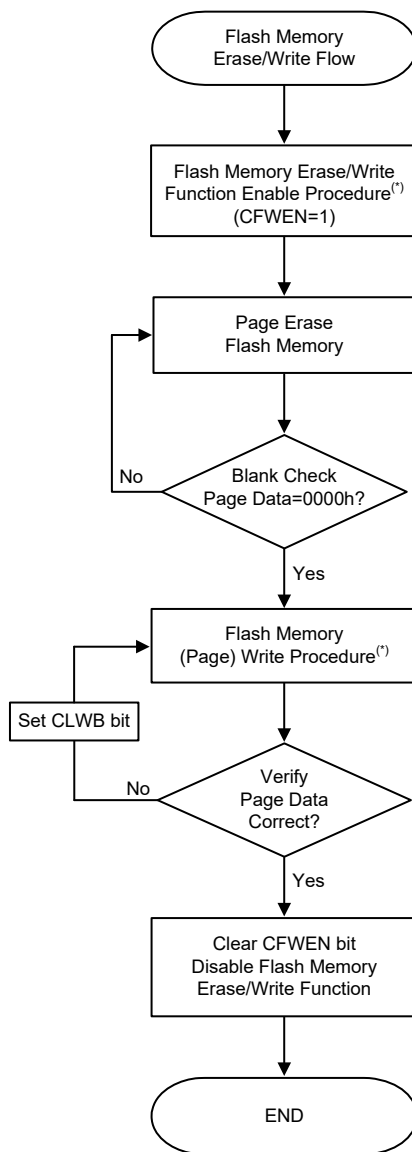 Flash Memory
Erase/Write Flow
Flash Memory Erase/Write
Function Enable Procedure(*)
(CFWEN=1)
Page Erase
Flash Memory
No
Blank Check
Page Data=0000h?
Yes
Flash Memory
(Page) Write Procedure(*)
Set CLWB bit
No
Verify
Page Data
Correct?
Yes
Clear CFWEN bit
Disable Flash Memory
Erase/Write Function
END